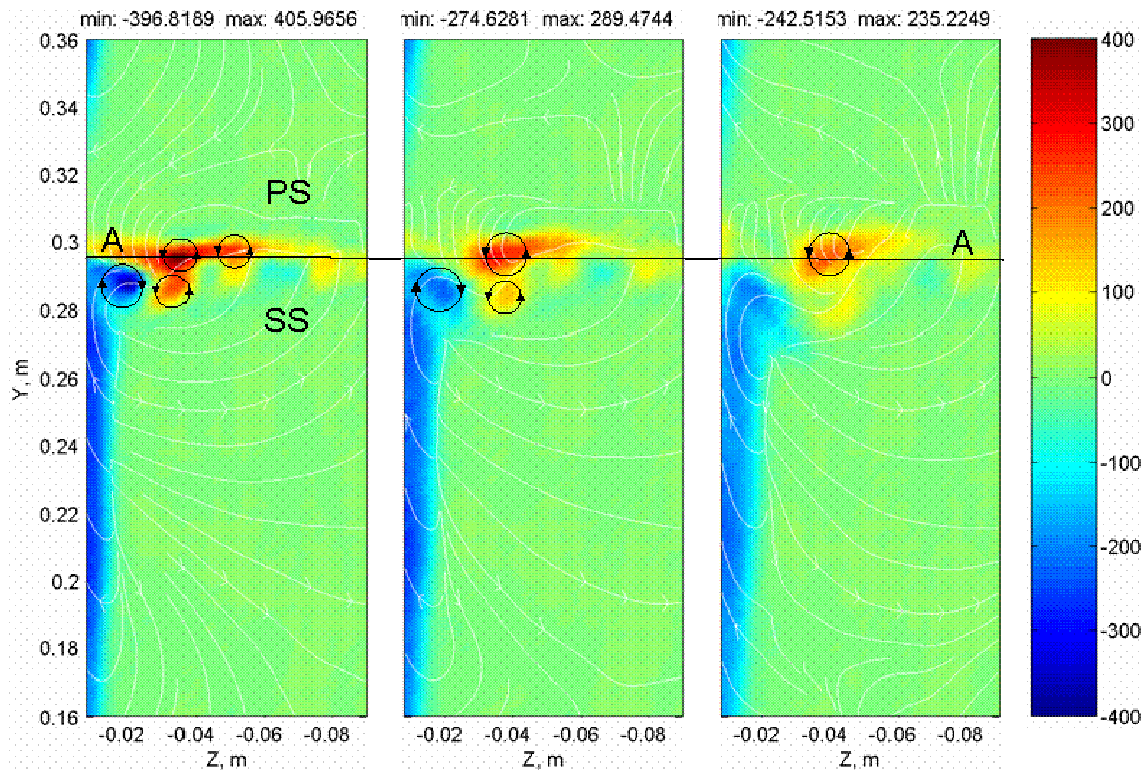 min: -396.8189 max: 405.9656
min: -274.6281 max: 289.4744
min: -242.5153 max: 235.2249
Y, m
0.36
0.34
0.32
0.3
0.28
0.26
0.24
0.22
0.2
0.18
0.16
PS
A
SS
A
-0.02 -0.04 -0.06 -0.08
Z, m
-0.02 -0.04 -0.06 -0.08
Z, m
-0.02 -0.04 -0.06 -0.08
Z, m
400
300
200
100
0
-100
-200
-300
-400